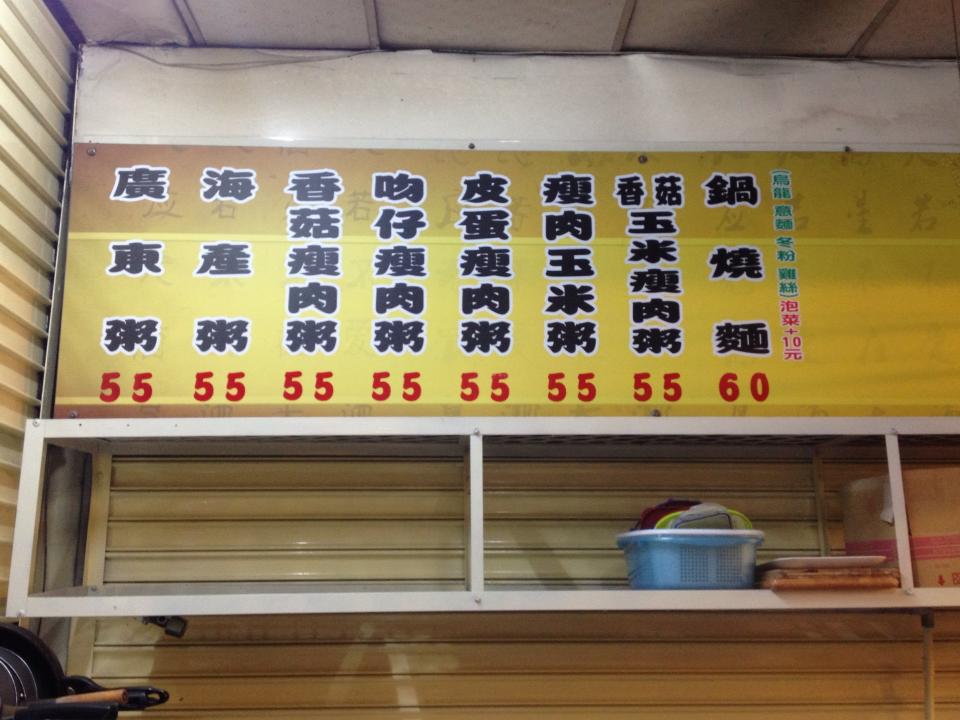 廣東粥
55
海產粥
55
香菇瘦肉粥
55
吻仔瘦肉粥
55
皮蛋瘦肉粥
55
瘦肉玉米粥
55
香菇玉米瘦肉粥
55
鍋燒麵
60
(烏龍 意麵 冬粉 雞絲)泡菜+10元